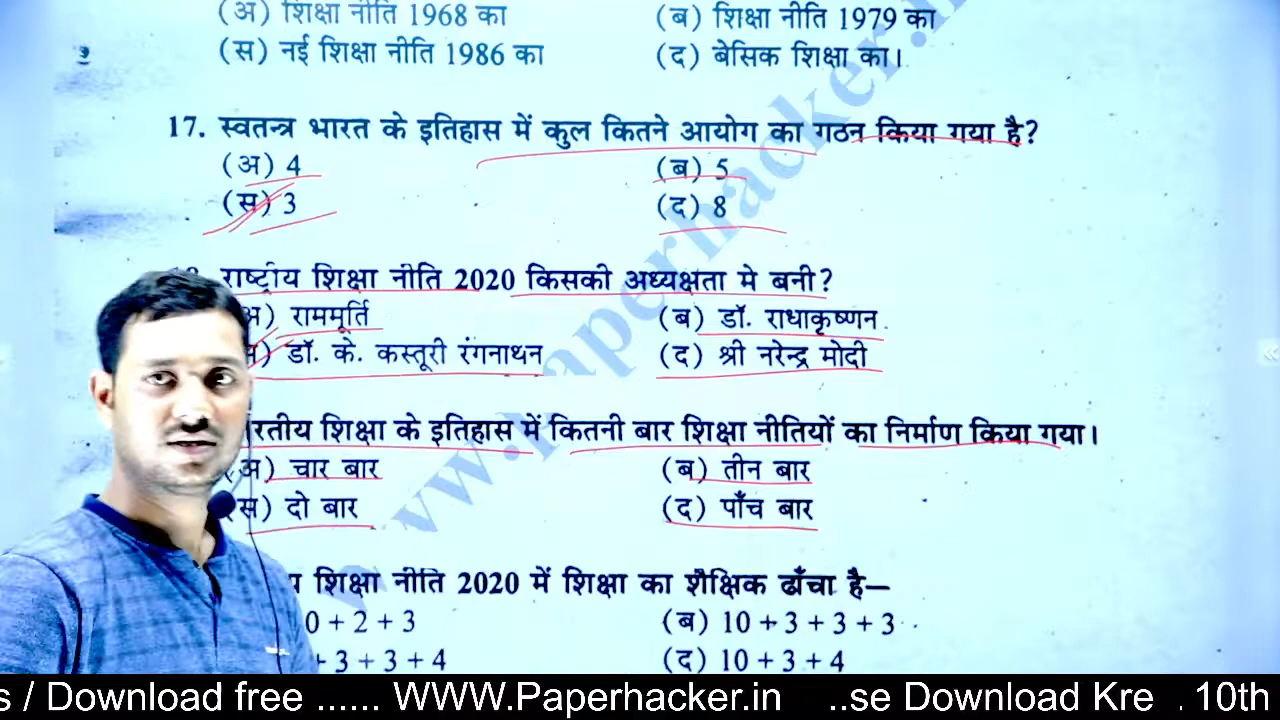 (अ) शिक्षा नीति 1968 का (ब) शिक्षा नीति 1979 का
(स) नई शिक्षा नीति 1986 का (द) बेसिक शिक्षा का।
17. स्वतन्त्र भारत के इतिहास में कुल कितने आयोग का गठन किया गया है?
(अ) 4 (ब) 5
(स) 3 (द) 8
राष्ट्रीय शिक्षा नीति 2020 किसकी अध्यक्षता मे बनी?
अ) राममूर्ति (ब) डॉ. राधाकृष्णन
) डॉ. के. कस्तूरी रंगनाथन (द) श्री नरेन्द्र मोदी
रतीय शिक्षा के इतिहास में कितनी बार शिक्षा नीतियों का निर्माण किया गया।
(अ) चार बार (ब) तीन बार
(स) दो बार (द) पाँच बार
शिक्षा नीति 2020 में शिक्षा का शैक्षिक ढाँचा है—
0 + 2 + 3 (ब) 10 + 3 + 3 + 3
+ 3 + 3 + 4 (द) 10 + 3 + 4
s / Download free ...... WWW.Paperhacker.in ..se Download Kre . 10th